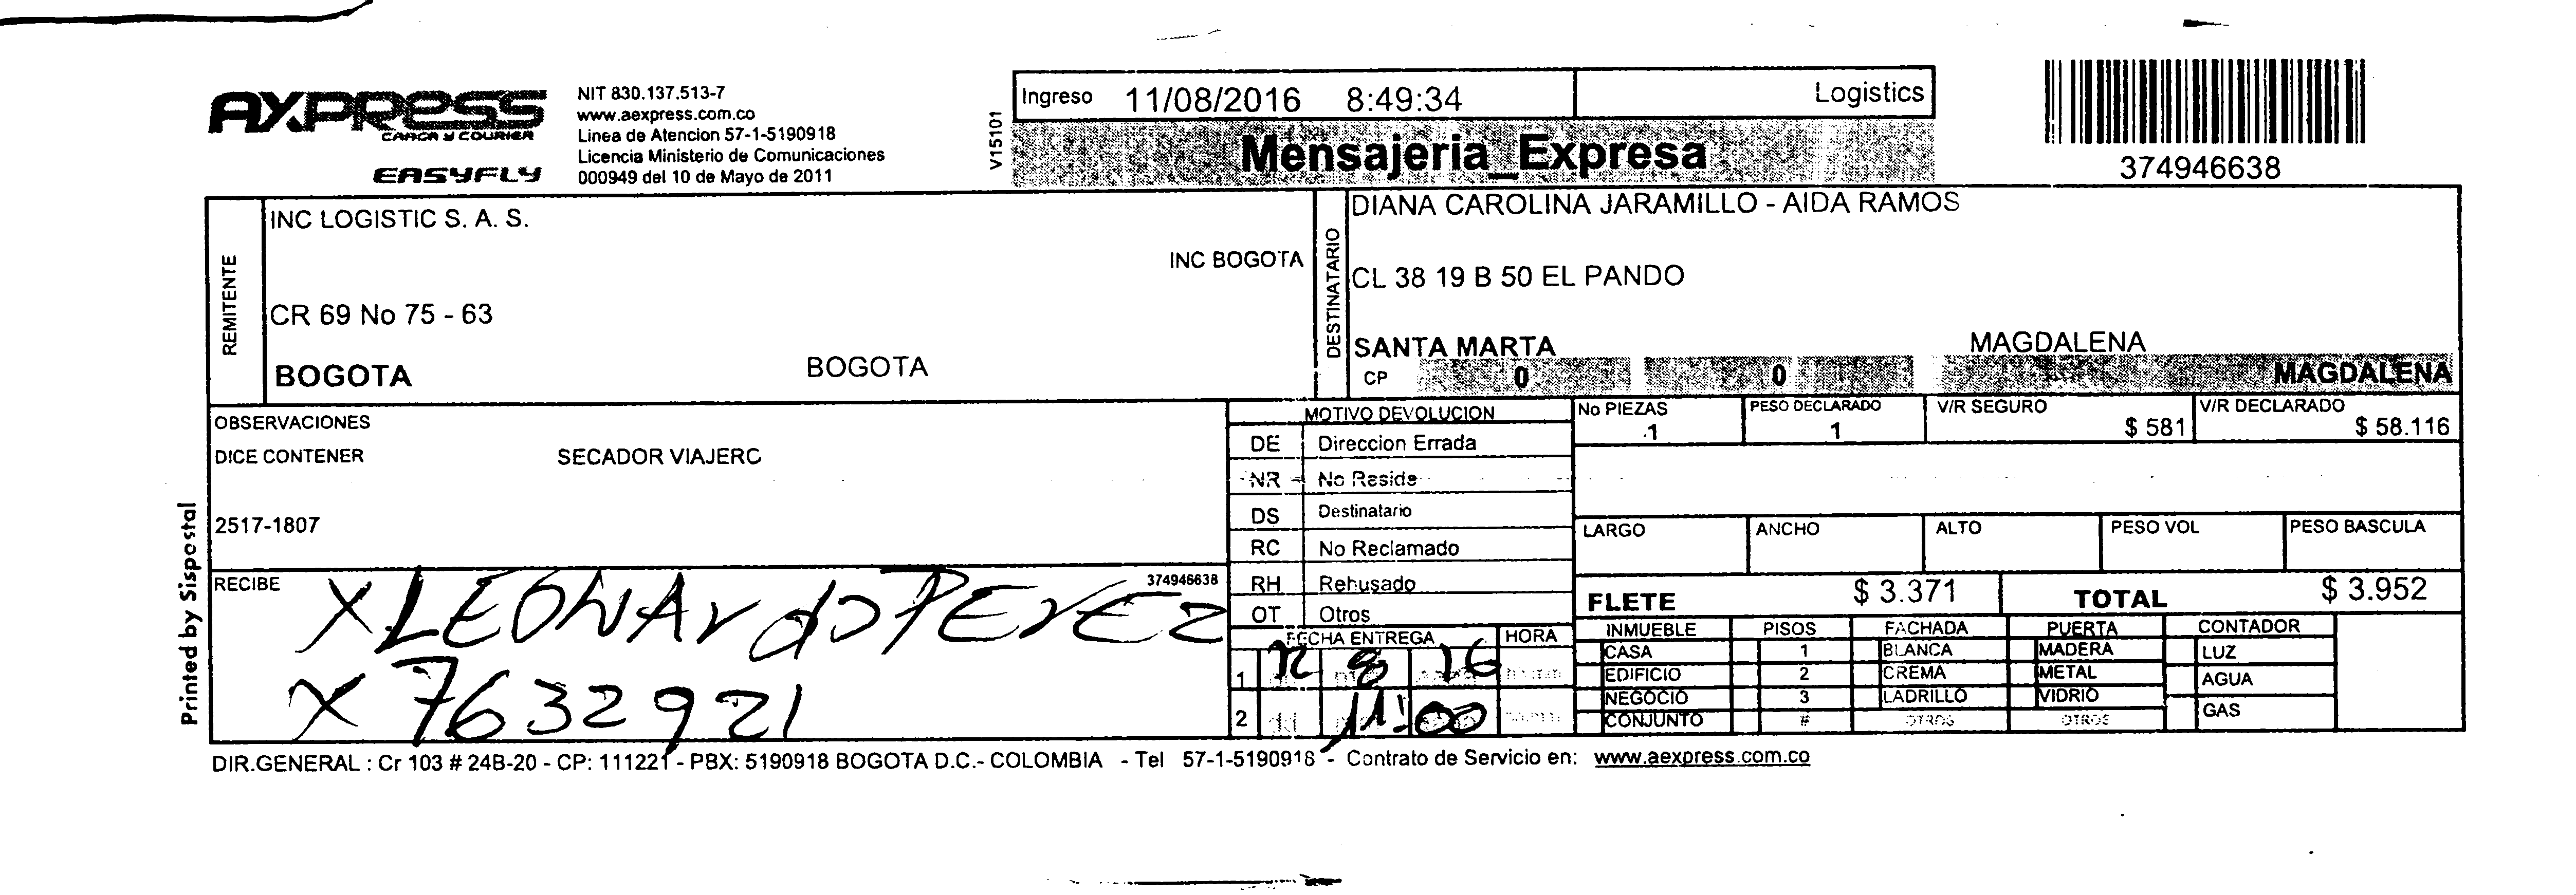 AXPRESS
CARGA Y COURIER
EASYFLY
NIT 830.137.513-7
www.aexpress.com.co
Linea de Atencion 57-1-5190918
Licencia Ministerio de Comunicaciones
000949 del 10 de Mayo de 2011
V15101
Ingreso 11/08/2016 8:49:34 Logistics
Mensajeria_Expresa
374946638
REMITENTE
INC LOGISTIC S. A. S.
INC BOGOTA
CR 69 No 75 - 63
BOGOTA BOGOTA
DESTINATARIO
DIANA CAROLINA JARAMILLO - AIDA RAMOS
CL 38 19 B 50 EL PANDO
SANTA MARTA MAGDALENA
CP 0 0 MAGDALENA
OBSERVACIONES
DICE CONTENER SECADOR VIAJERC
2517-1807
MOTIVO DEVOLUCION
DE Direccion Errada
NR No Reside
DS Destinatario
RC No Reclamado
RH Rehusado
OT Otros
No PIEZAS PESO DECLARADO V/R SEGURO V/R DECLARADO
1 1 $ 581 $ 58.116
LARGO ANCHO ALTO PESO VOL PESO BASCULA
FLETE $ 3.371 TOTAL $ 3.952
RECIBE
374946638
X LEONArdo PErEZ
X 7632921
FECHA ENTREGA HORA
1 12 8 16
2 11:00
INMUEBLE PISOS FACHADA PUERTA CONTADOR
CASA 1 BLANCA MADERA LUZ
EDIFICIO 2 CREMA METAL AGUA
NEGOCIO 3 LADRILLO VIDRIO GAS
CONJUNTO # OTROS OTROS
Printed by Sispostal
DIR.GENERAL : Cr 103 # 24B-20 - CP: 111221 - PBX: 5190918 BOGOTA D.C.- COLOMBIA - Tel 57-1-5190918 - Contrato de Servicio en: www.aexpress.com.co